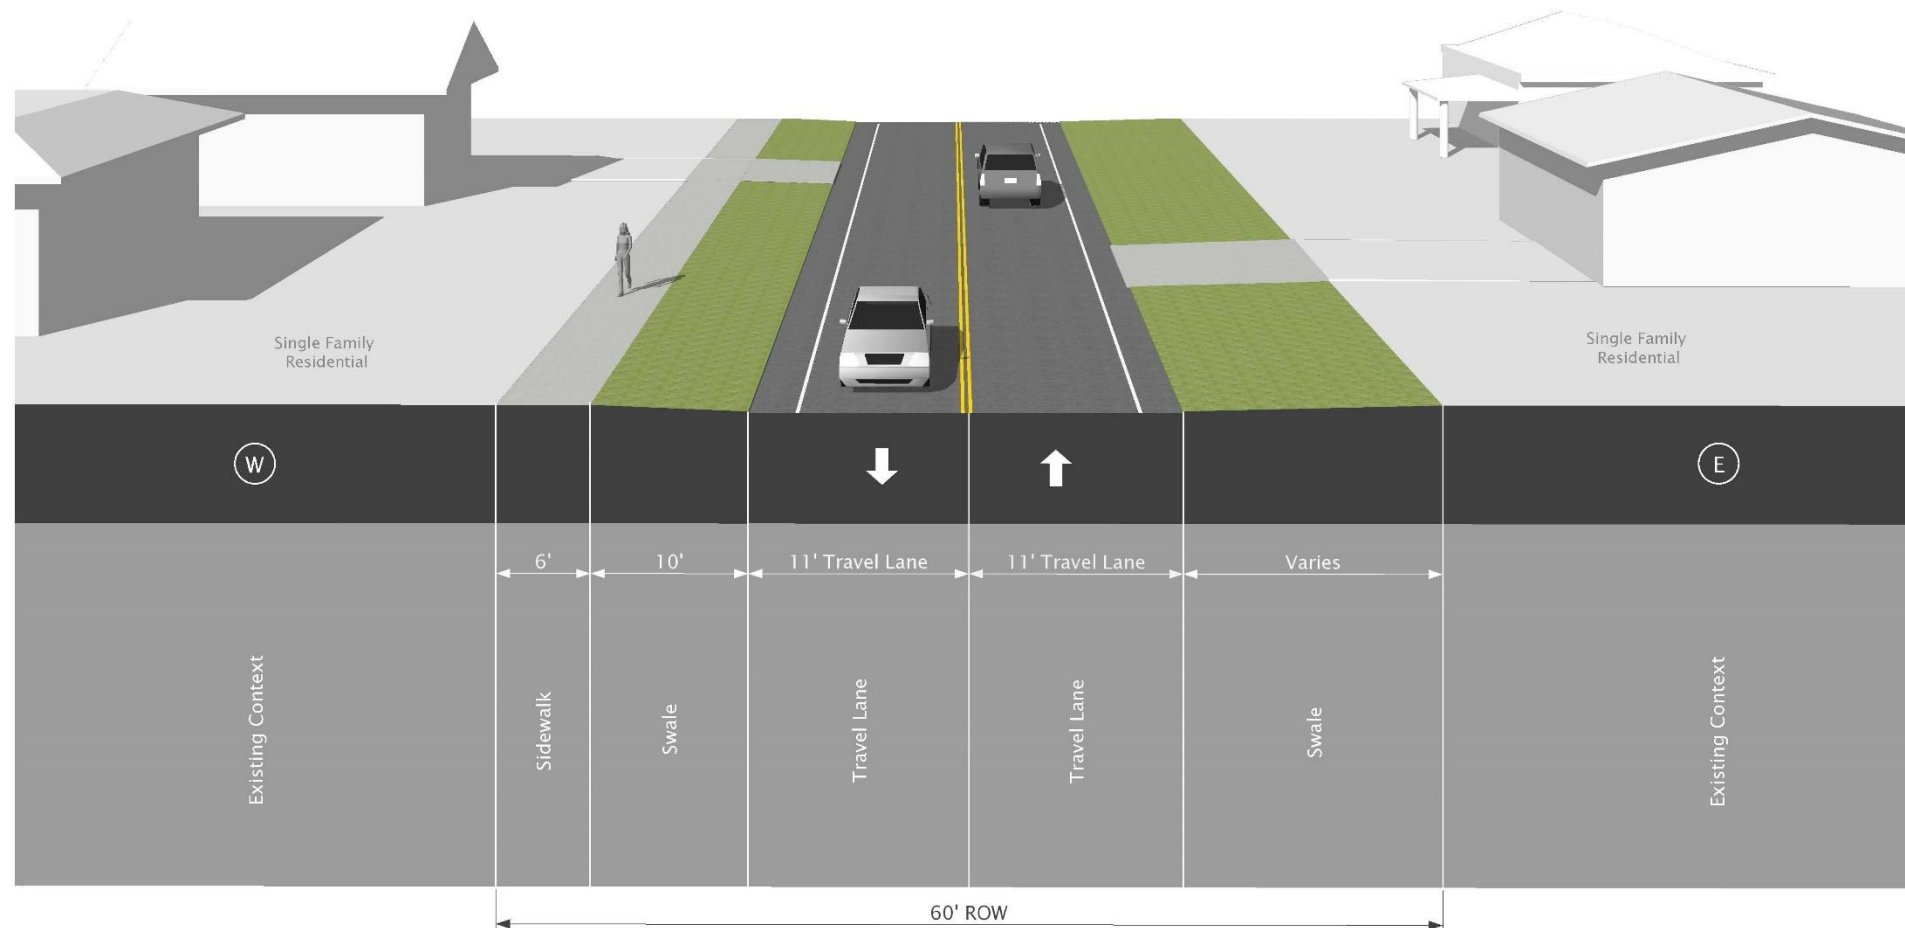 Single Family
Residential
Single Family
Residential
W
E
6'
10'
11' Travel Lane
11' Travel Lane
Varies
Existing Context
Sidewalk
Swale
Travel Lane
Travel Lane
Swale
Existing Context
60' ROW